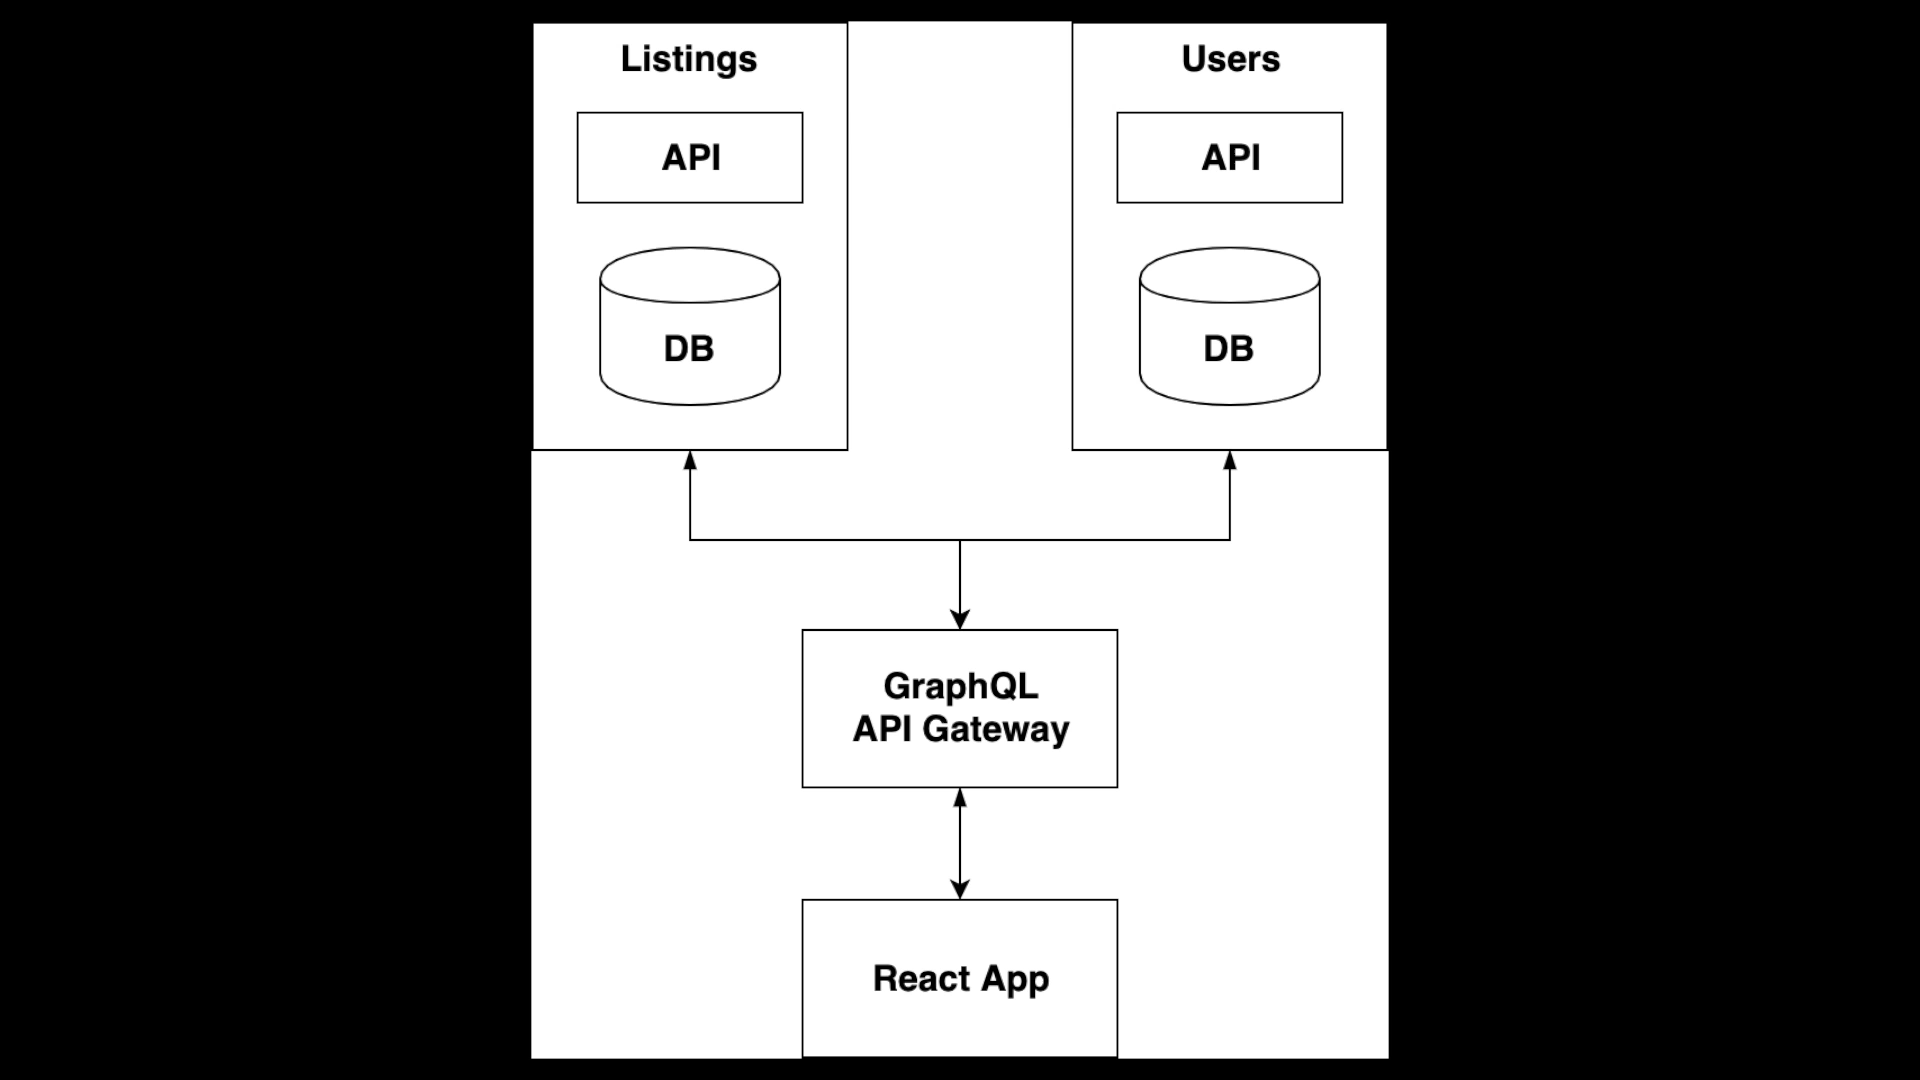 Listings
API
DB
Users
API
DB
GraphQL
API Gateway
React App